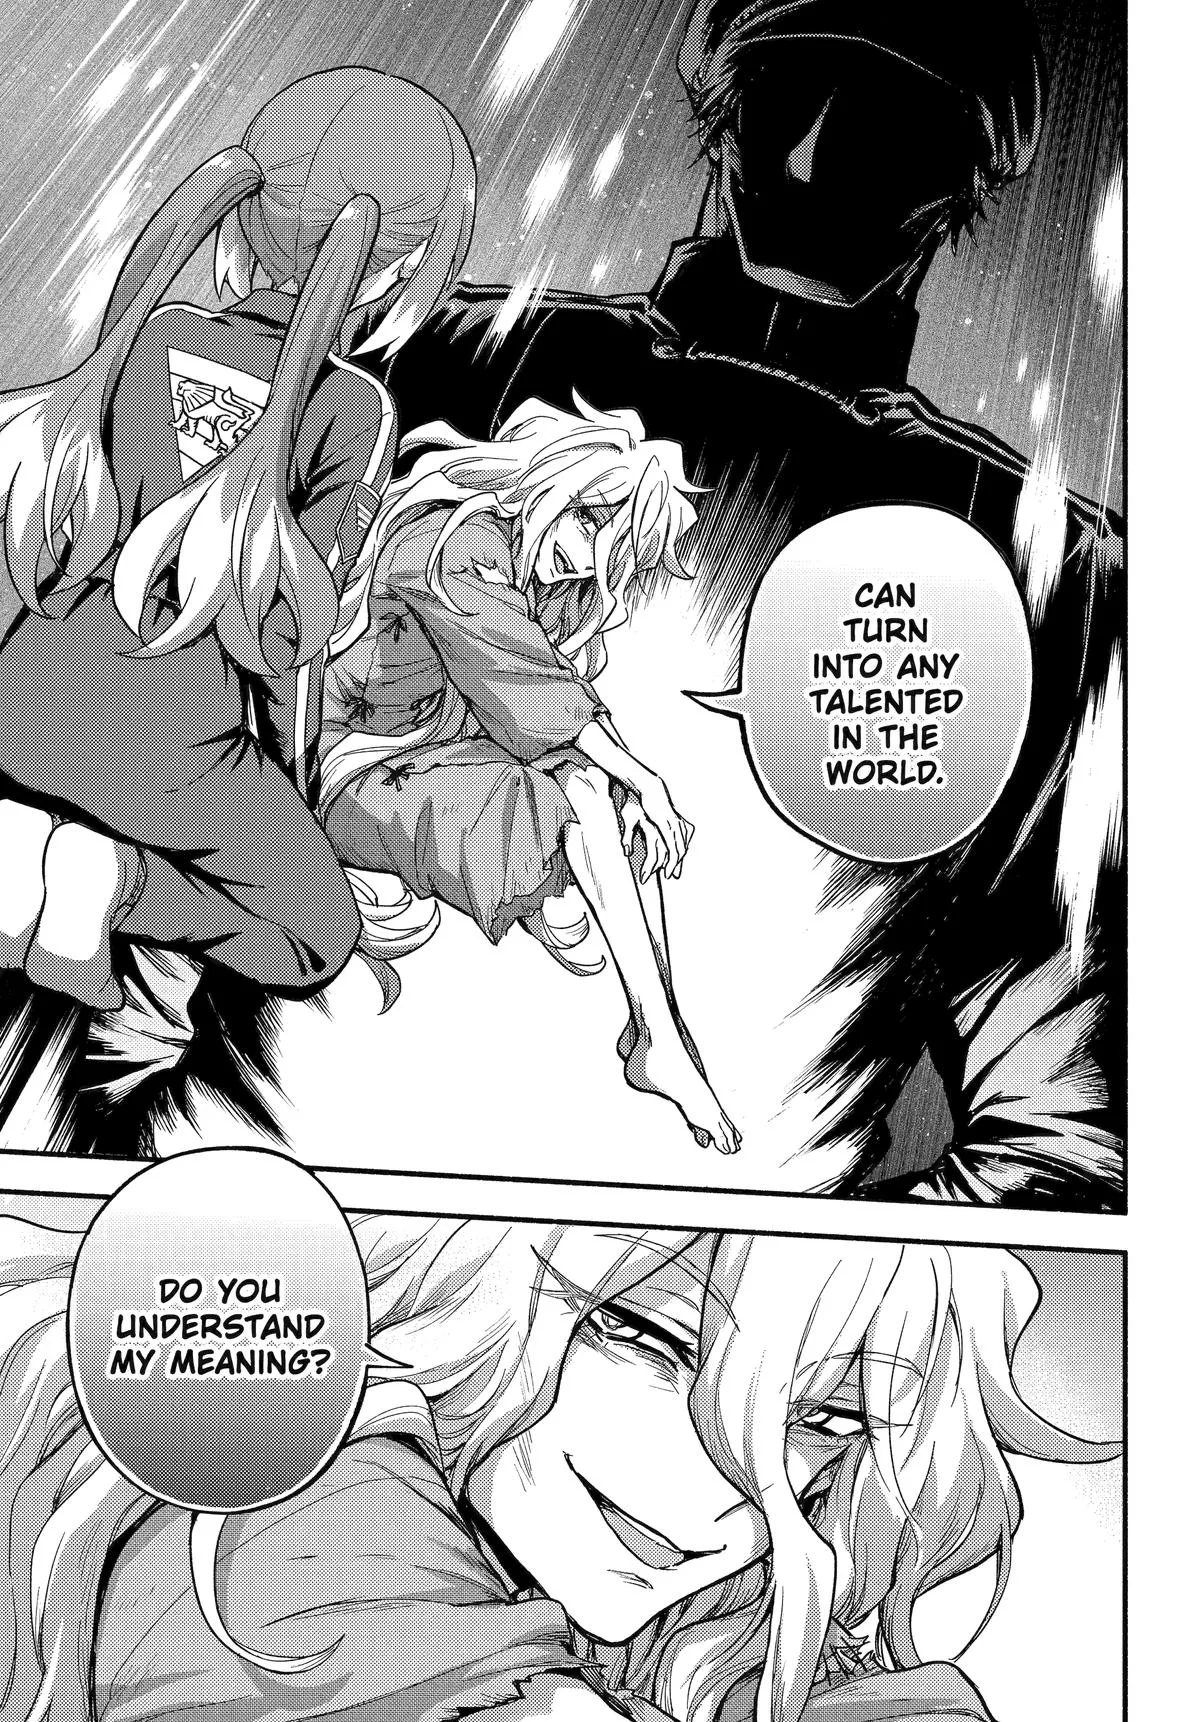 CAN
TURN
INTO ANY
TALENTED
IN THE
WORLD.
DO YOU
UNDERSTAND
MY MEANING?